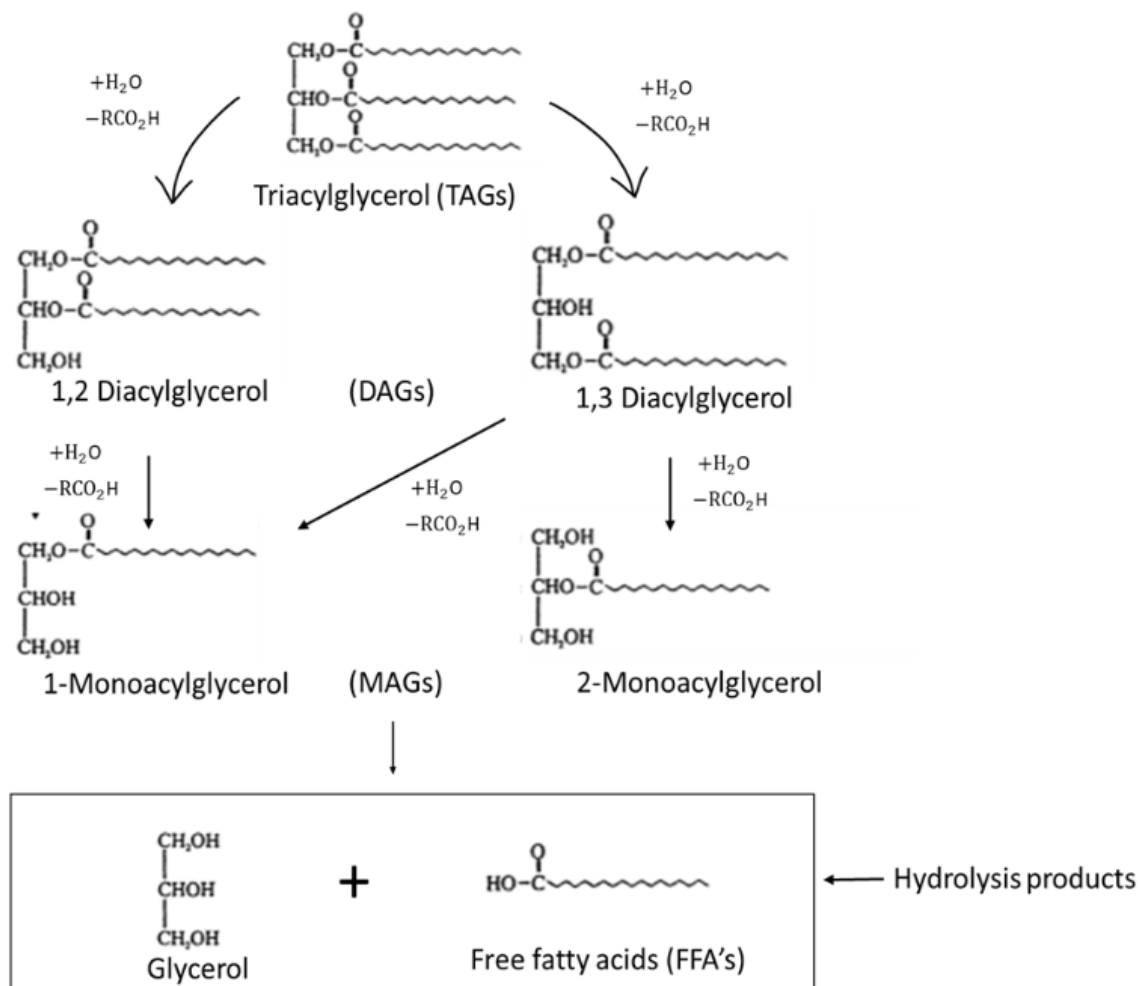 O
CH₂O–C
+H₂O
O
+H₂O
–RCO₂H
CHO–C
–RCO₂H
O
CH₂O–C
Triacylglycerol (TAGs)
O
O
CH₂O–C
CH₂O–C
O
CHO–C
CHOH
O
CH₂OH
CH₂O–C
1,2 Diacylglycerol
(DAGs)
1,3 Diacylglycerol
+H₂O
–RCO₂H
+H₂O
–RCO₂H
+H₂O
–RCO₂H
O
CH₂O–C
CHOH
CH₂OH
CH₂OH
O
CHO–C
CH₂OH
1-Monoacylglycerol
(MAGs)
2-Monoacylglycerol
CH₂OH
CHOH
CH₂OH
Glycerol
+
O
HO–C
Free fatty acids (FFA’s)
Hydrolysis products